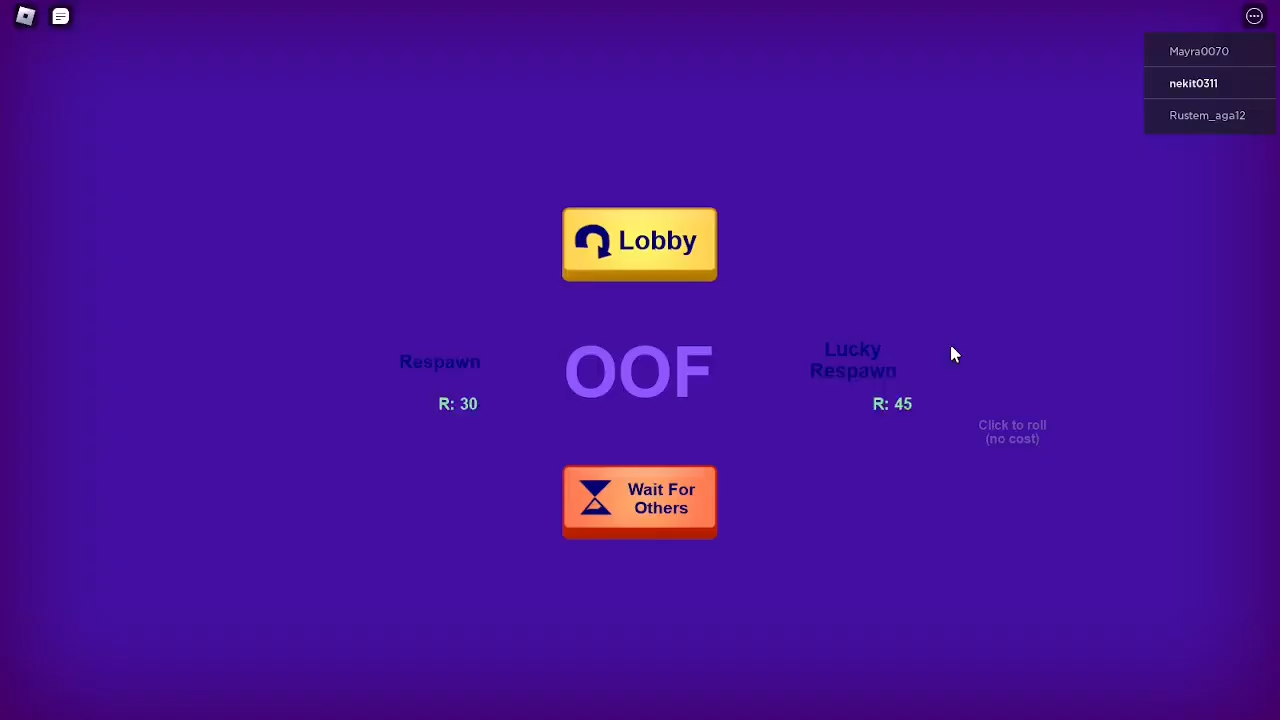 Mayra0070
nekit0311
Rustem_aga12
Lobby
Respawn
R: 30
OOF
Lucky
Respawn
R: 45
Click to roll
(no cost)
Wait For
Others